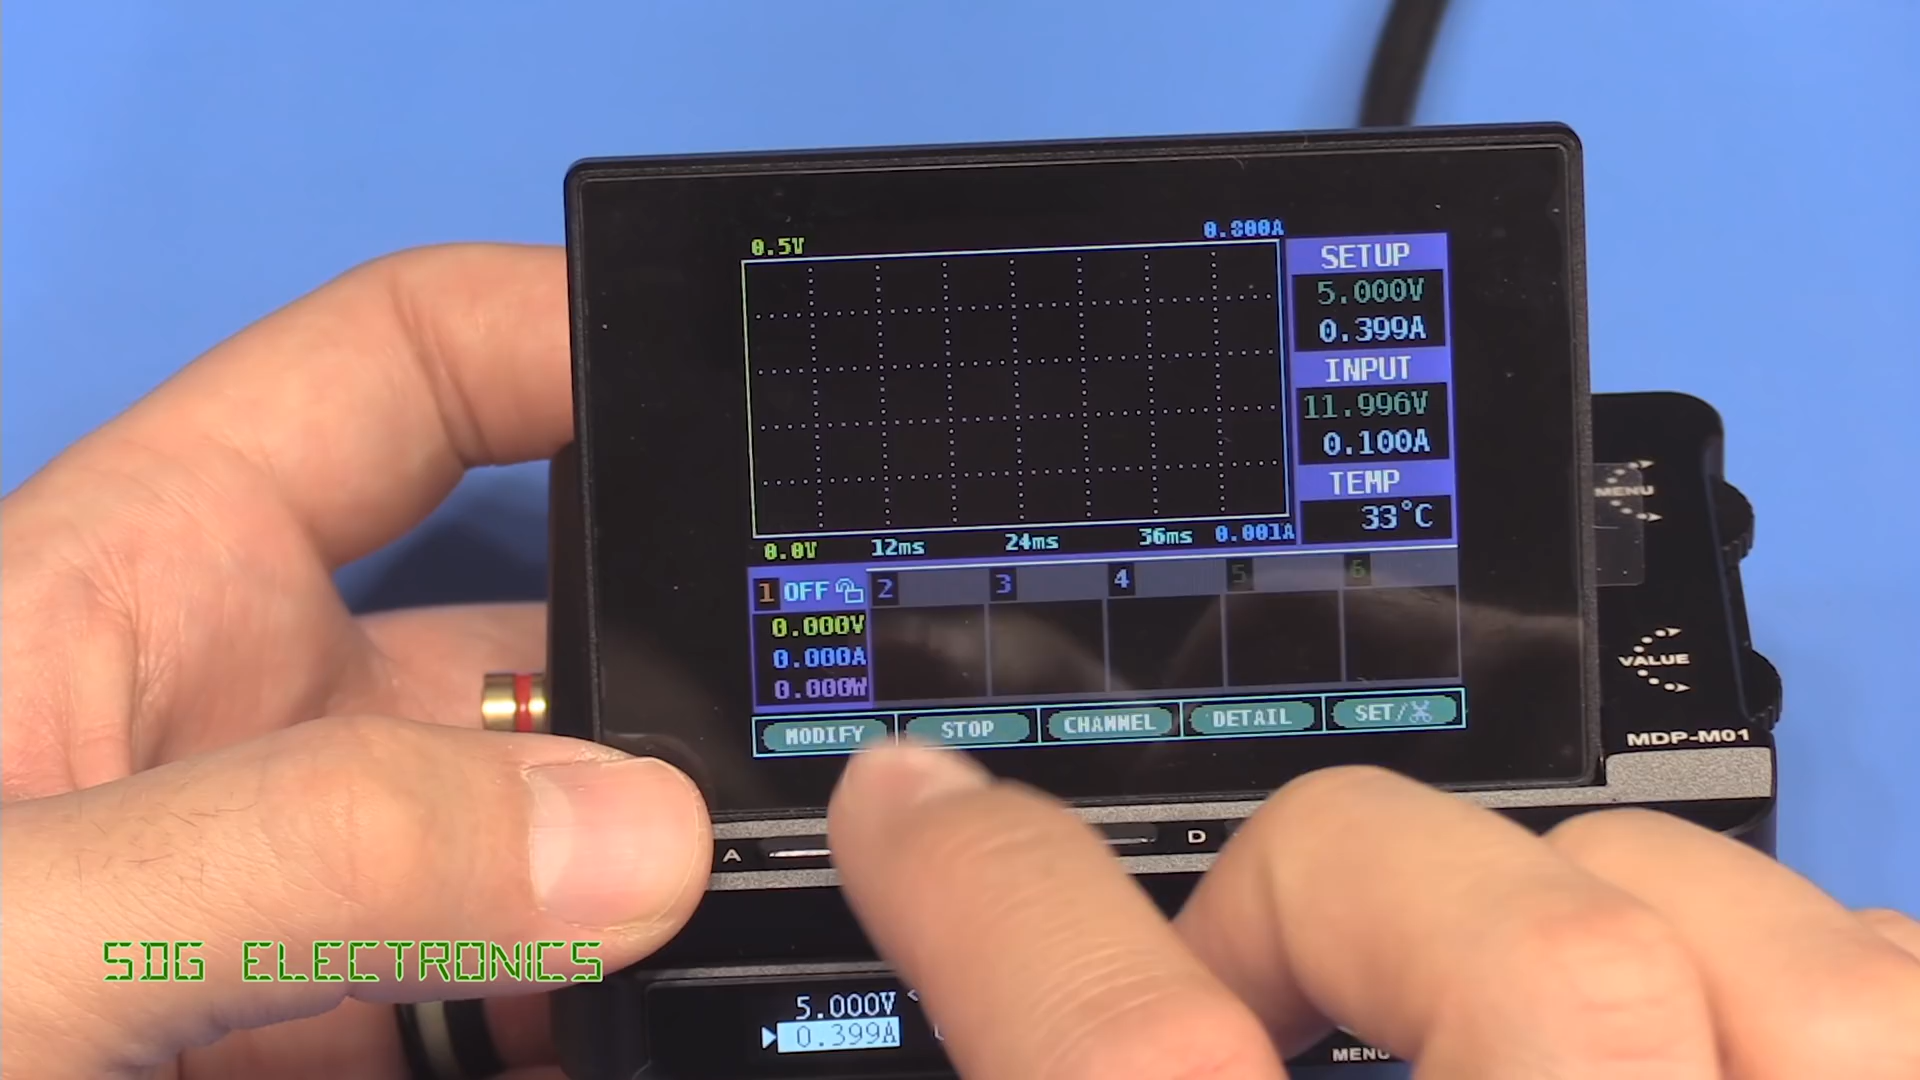 0.5V 0.800A
SETUP
5.000V
0.399A
INPUT
11.996V
0.100A
TEMP
33°C
0.0V 12ms 24ms 36ms 0.001A
1 OFF 2 3 4 5 6
0.000V
0.000A
0.000W
MODIFY STOP CHANNEL DETAIL SET/
MENU
VALUE
MDP-M01
A D
SDG ELECTRONICS
5.000V
0.399A
MENU